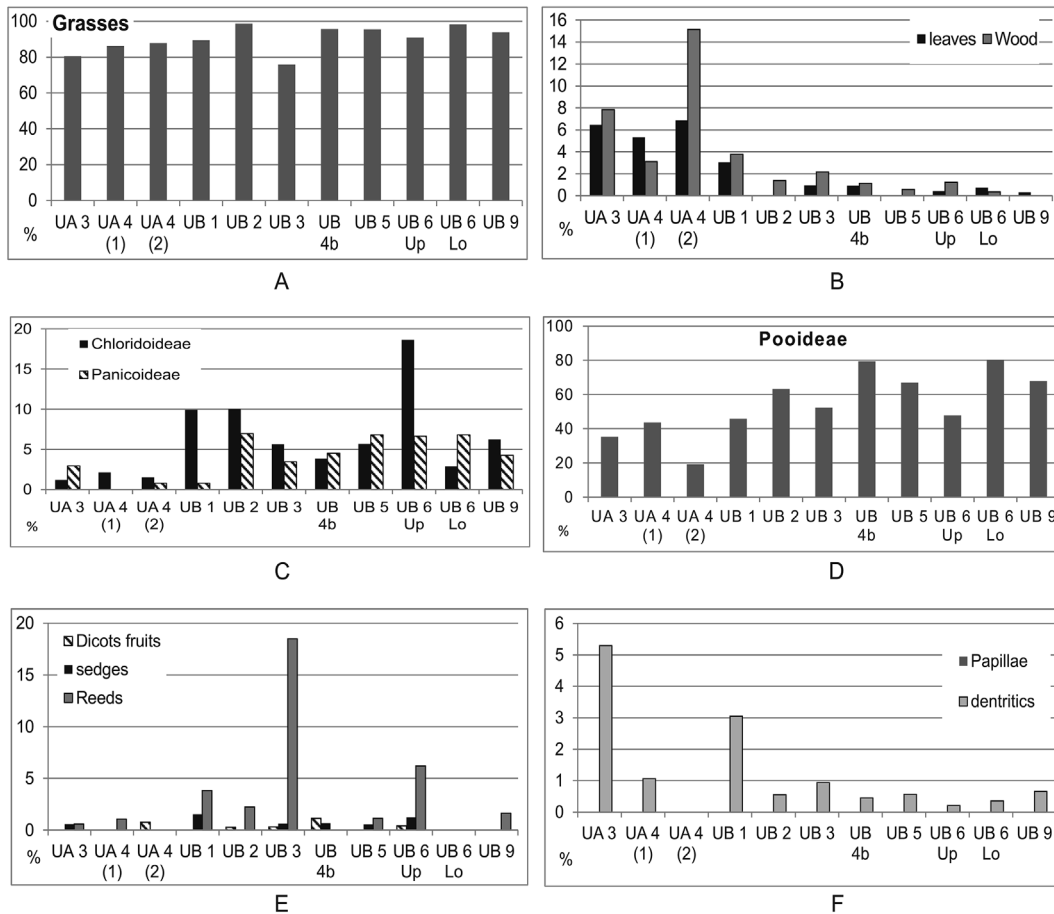 Grasses
100
80
60
40
20
0
%
UA 3 UA 4 UA 4 UB 1 UB 2 UB 3 UB UB 5 UB 6 UB 6 UB 9
(1) (2) 4b Up Lo
A
leaves Wood
16
14
12
10
8
6
4
2
0
%
UA 3 UA 4 UA 4 UB 1 UB 2 UB 3 UB UB 5 UB 6 UB 6 UB 9
(1) (2) 4b Up Lo
B
Chloridoideae
Panicoideae
20
15
10
5
0
%
UA 3 UA 4 UA 4 UB 1 UB 2 UB 3 UB UB 5 UB 6 UB 6 UB 9
(1) (2) 4b Up Lo
C
Pooideae
100
80
60
40
20
0
%
UA 3 UA 4 UA 4 UB 1 UB 2 UB 3 UB UB 5 UB 6 UB 6 UB 9
(1) (2) 4b Up Lo
D
Dicots fruits
sedges
Reeds
20
15
10
5
0
%
UA 3 UA 4 UA 4 UB 1 UB 2 UB 3 UB UB 5 UB 6 UB 6 UB 9
(1) (2) 4b Up Lo
E
Papillae
dentritics
6
5
4
3
2
1
0
%
UA 3 UA 4 UA 4 UB 1 UB 2 UB 3 UB UB 5 UB 6 UB 6 UB 9
(1) (2) 4b Up Lo
F